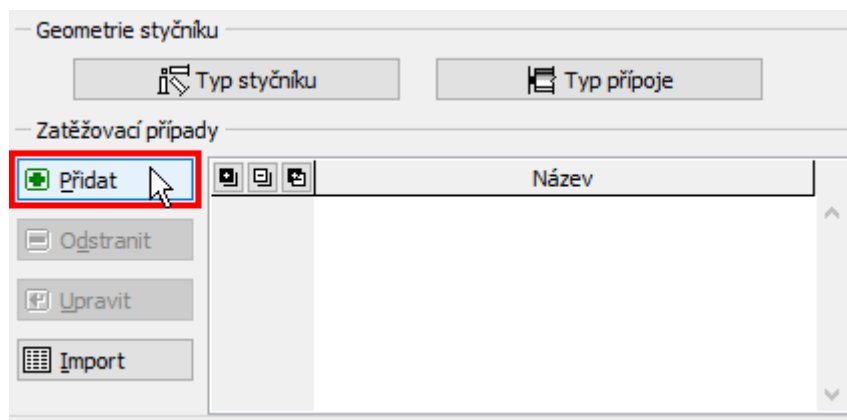 Geometrie styčníku
Typ styčníku
Typ přípoje
Zatěžovací případy
Přidat
Název
Odstranit
Upravit
Import